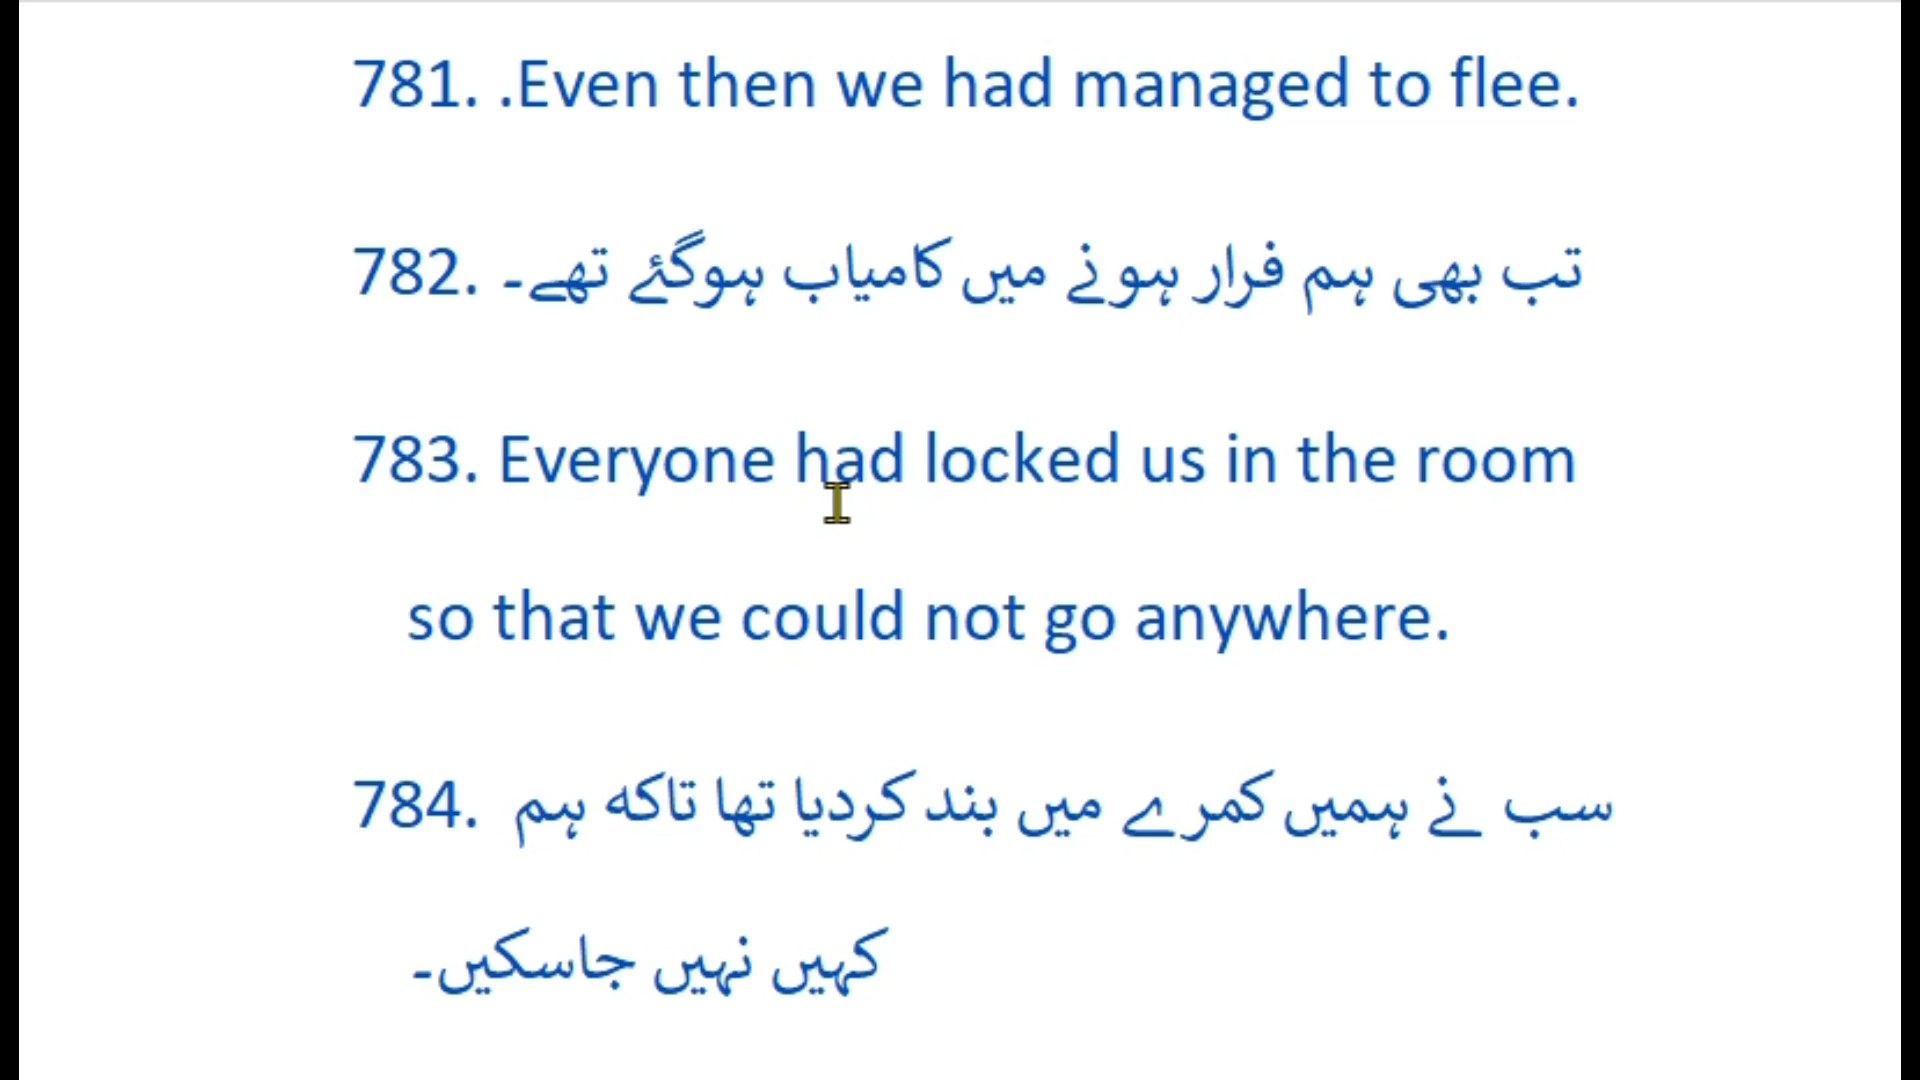 781. .Even then we had managed to flee.
782. تب بھی ہم فرار ہونے میں کامیاب ہوگئے تھے۔
783. Everyone had locked us in the room
so that we could not go anywhere.
784. سب نے ہمیں کمرے میں بند کردیا تھا تاکہ ہم
کہیں نہیں جاسکیں۔